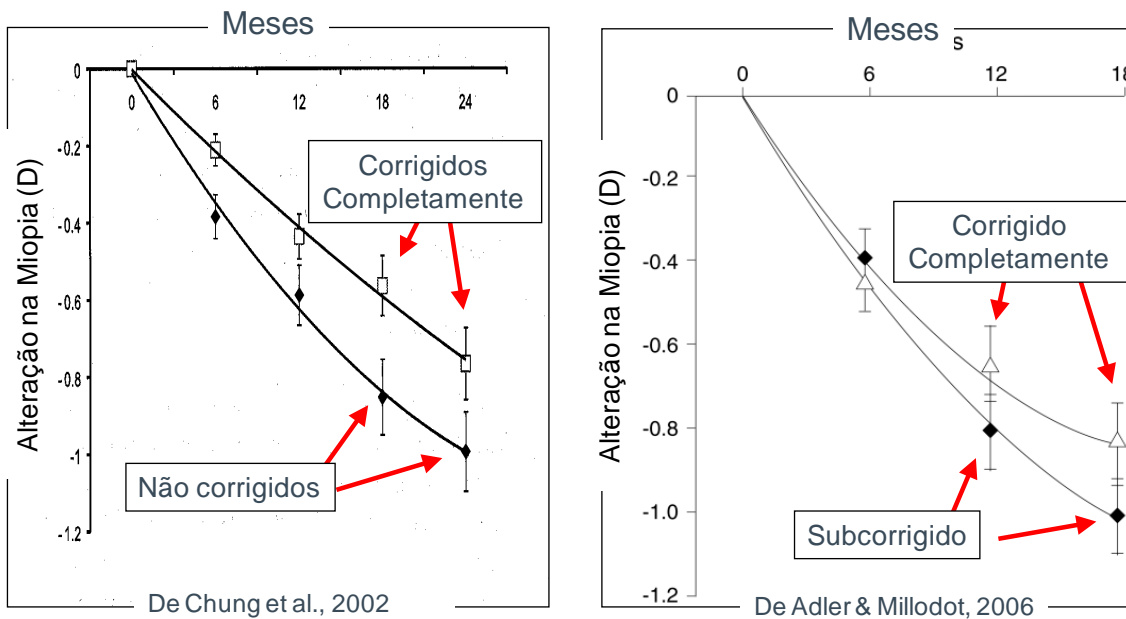 Meses
0
0
6
12
18
24
-0.2
-0.4
-0.6
-0.8
-1
-1.2
Alteração na Miopia (D)
Corrigidos
Completamente
Não corrigidos
De Chung et al., 2002
Meses
s
0
6
12
18
0
-0.2
-0.4
-0.6
-0.8
-1.0
-1.2
Alteração na Miopia (D)
Corrigido
Completamente
Subcorrigido
De Adler & Millodot, 2006